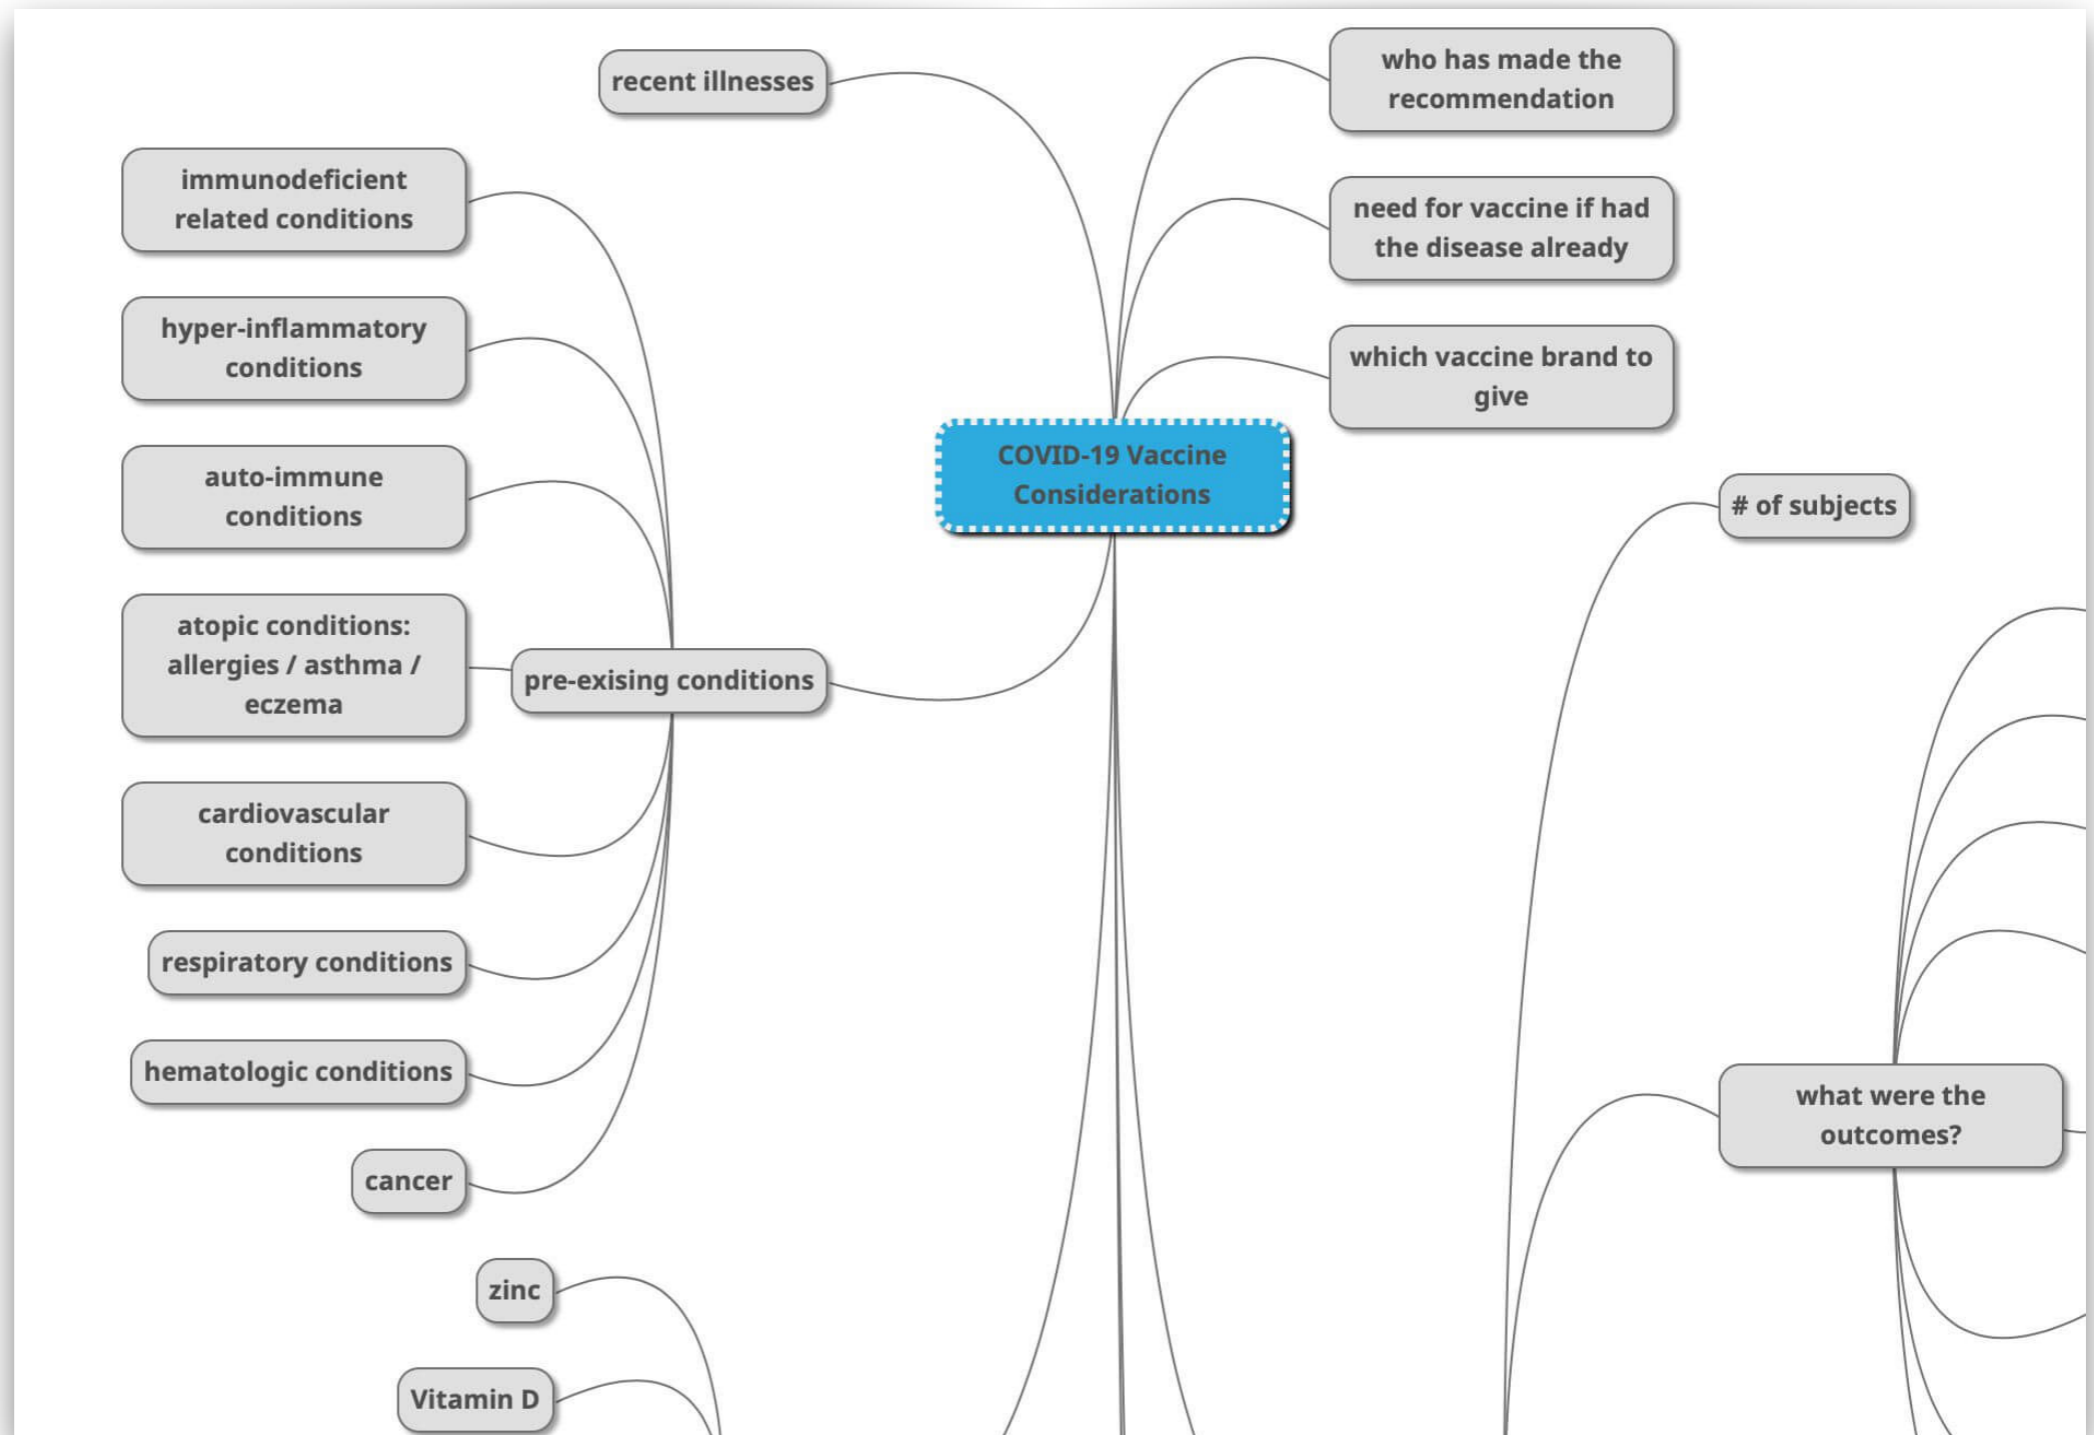 recent illnesses
who has made the
recommendation
immunodeficient
related conditions
need for vaccine if had
the disease already
hyper-inflammatory
conditions
which vaccine brand to
give
COVID-19 Vaccine
Considerations
auto-immune
conditions
# of subjects
atopic conditions:
allergies / asthma /
eczema
pre-exising conditions
cardiovascular
conditions
respiratory conditions
hematologic conditions
what were the
outcomes?
cancer
zinc
Vitamin D